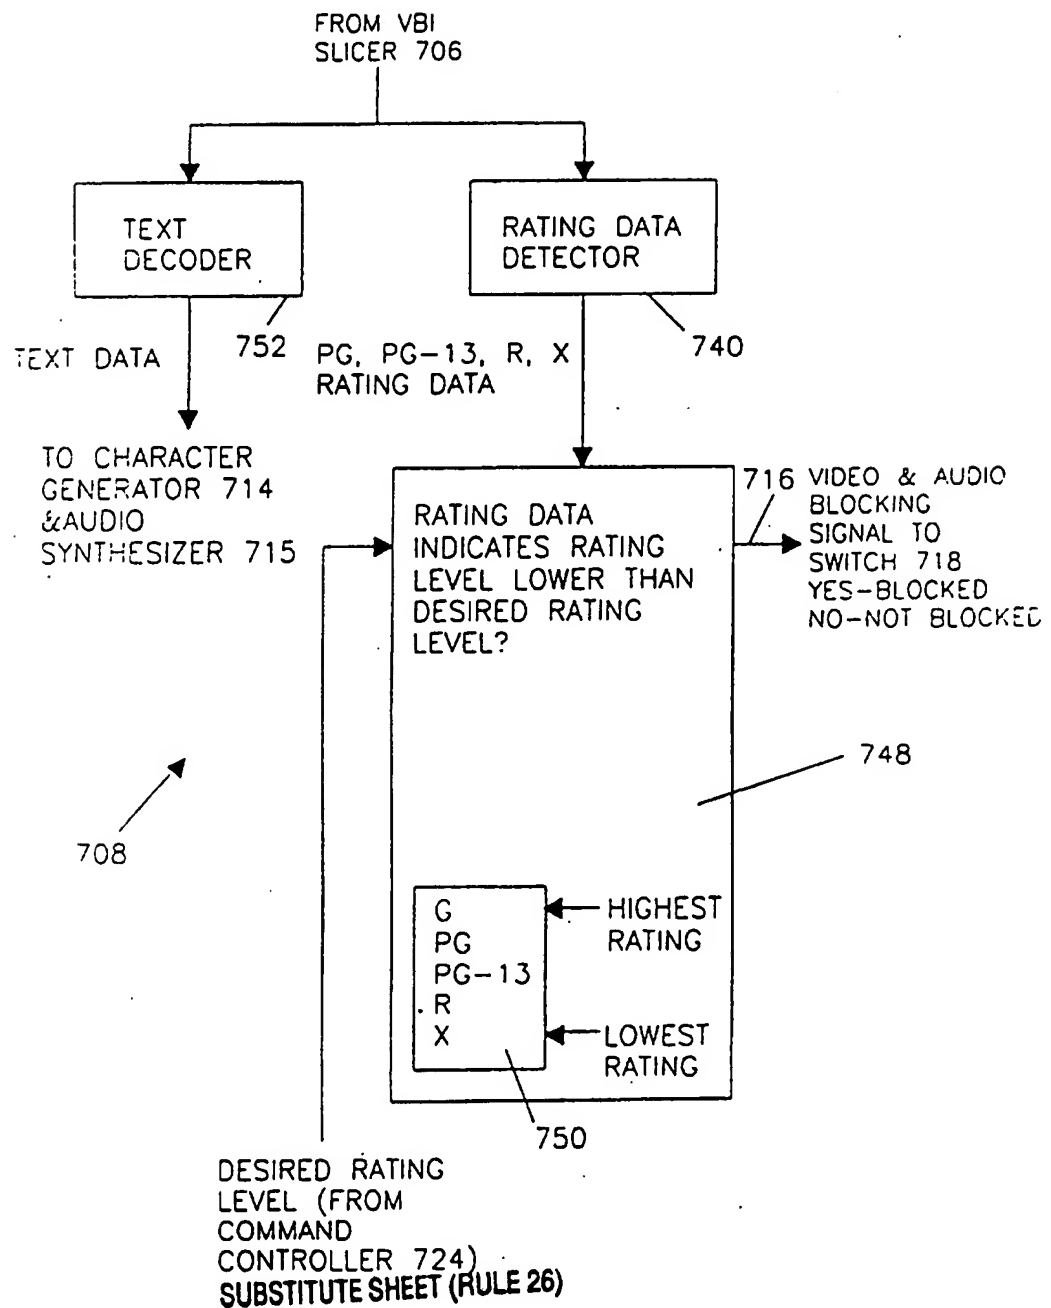 FROM VBI
SLICER 706
TEXT
DECODER
RATING DATA
DETECTOR
752
740
TEXT DATA
PG, PG-13, R, X
RATING DATA
TO CHARACTER
GENERATOR 714
&AUDIO
SYNTHESIZER 715
RATING DATA
INDICATES RATING
LEVEL LOWER THAN
DESIRED RATING
LEVEL?
716
VIDEO & AUDIO
BLOCKING
SIGNAL TO
SWITCH 718
YES-BLOCKED
NO-NOT BLOCKED
748
708
G
PG
PG-13
R
X
HIGHEST
RATING
LOWEST
RATING
750
DESIRED RATING
LEVEL (FROM
COMMAND
CONTROLLER 724)
SUBSTITUTE SHEET (RULE 26)